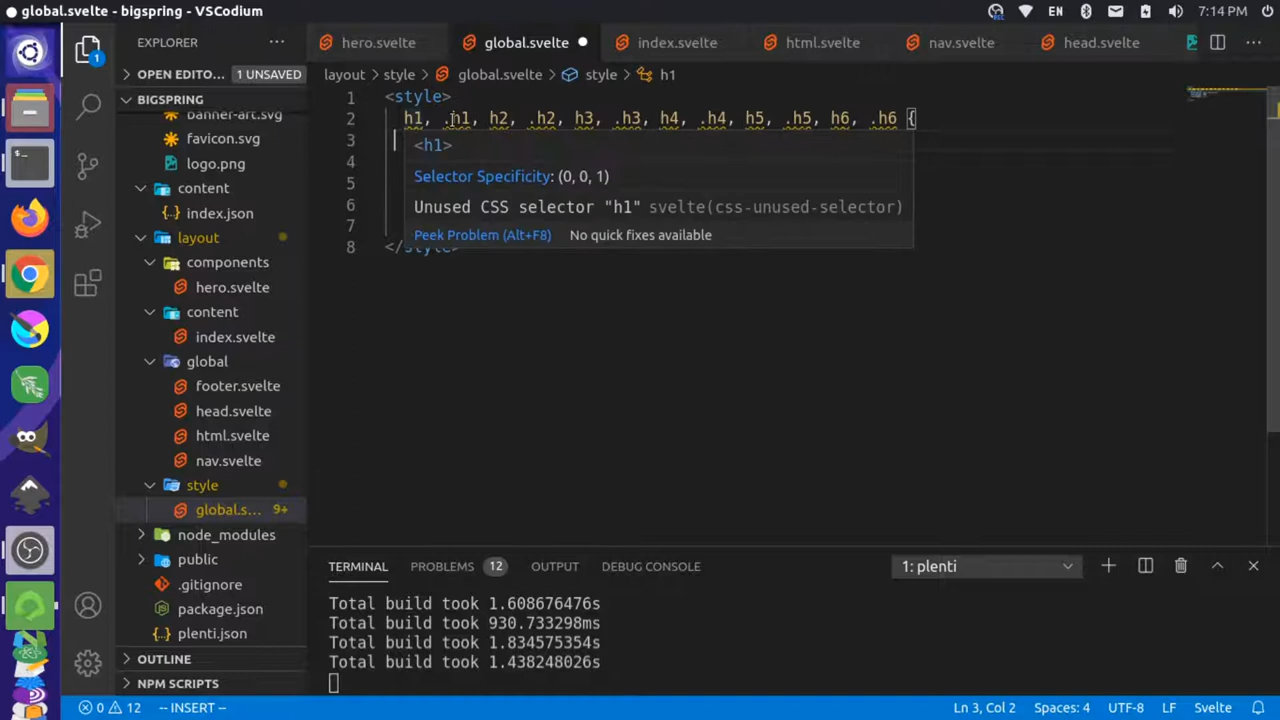 global.svelte - bigspring - VSCodium
EN
7:14 PM
EXPLORER
hero.svelte
global.svelte
index.svelte
html.svelte
nav.svelte
head.svelte
OPEN EDITO... 1 UNSAVED
layout > style > global.svelte > style > h1
BIGSPRING
banner-art.svg
favicon.svg
logo.png
content
index.json
layout
components
hero.svelte
content
index.svelte
global
footer.svelte
head.svelte
html.svelte
nav.svelte
style
global.s... 9+
node_modules
public
.gitignore
package.json
plenti.json
OUTLINE
NPM SCRIPTS
1 <style>
2 h1, .h1, h2, .h2, h3, .h3, h4, .h4, h5, .h5, h6, .h6 {
3
4
5
6
7
8 </style>
<h1>
Selector Specificity: (0, 0, 1)
Unused CSS selector "h1" svelte(css-unused-selector)
Peek Problem (Alt+F8) No quick fixes available
TERMINAL PROBLEMS 12 OUTPUT DEBUG CONSOLE 1: plenti
Total build took 1.608676476s
Total build took 930.733298ms
Total build took 1.834575354s
Total build took 1.438248026s
0 12 -- INSERT -- Ln 3, Col 2 Spaces: 4 UTF-8 LF Svelte